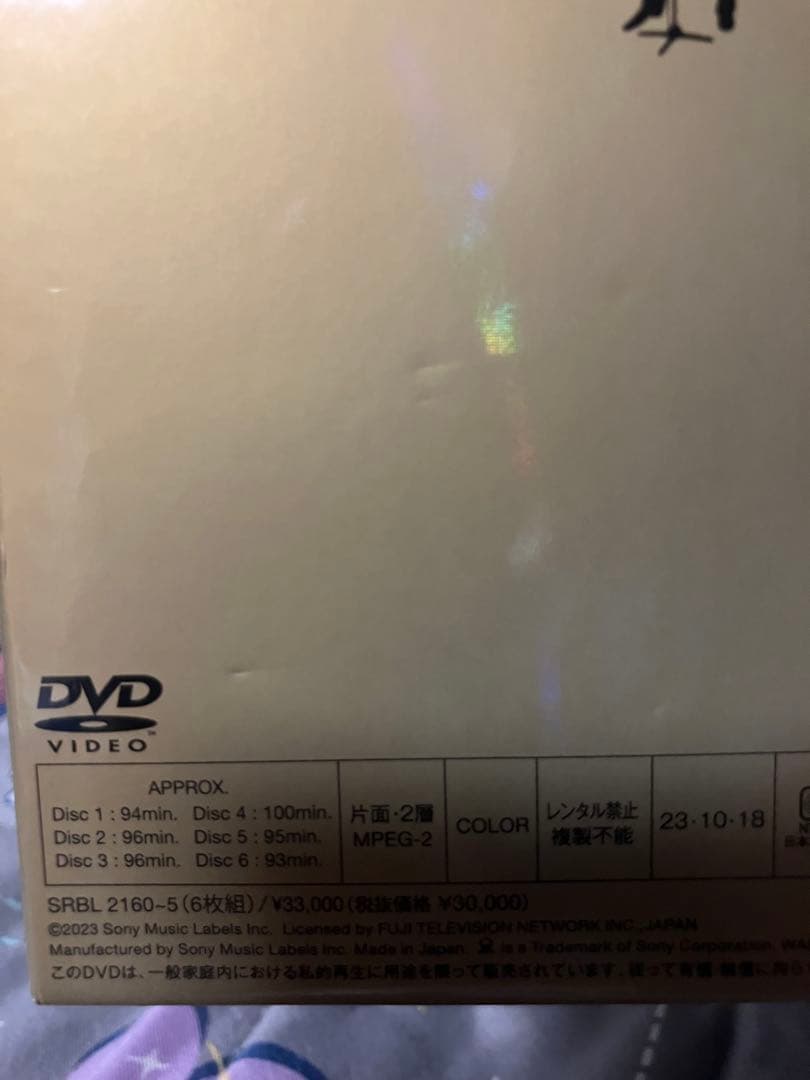 DVD
VIDEO
APPROX.
Disc 1 : 94min. Disc 4 : 100min.
Disc 2 : 96min. Disc 5 : 95min.
Disc 3 : 96min. Disc 6 : 93min.
片面・2層
MPEG-2
COLOR
レンタル禁止
複製不能
23・10・18
日本
SRBL 2160~5(6枚組)/¥33,000(税抜価格 ¥30,000)
©2023 Sony Music Labels Inc. Licensed by FUJI TELEVISION NETWORK INC., JAPAN
Manufactured by Sony Music Labels Inc. Made in Japan. is a Trademark of Sony Corporation.
このDVDは、一般家庭内における私的再生に用途を限って販売されています。従って有償・無償に拘